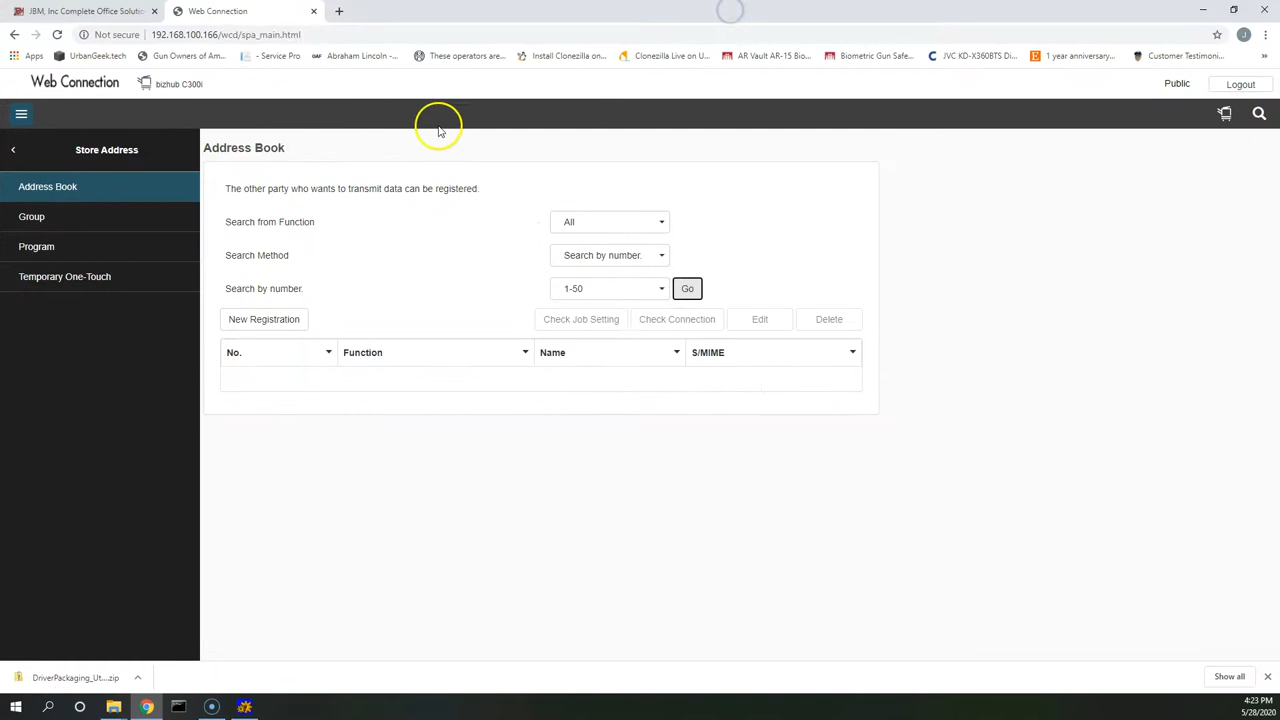 JBM, Inc Complete Office Solutio
Web Connection
Not secure
192.168.100.166/wcd/spa_main.html
J
Apps
UrbanGeek.tech
Gun Owners of Am...
- Service Pro
GAF
Abraham Lincoln -...
These operators are...
Install Clonezilla on...
Clonezilla Live on U...
AR Vault AR-15 Bio...
Biometric Gun Safe...
JVC KD-X360BTS Di...
1 year anniversary...
Customer Testimoni...
Web Connection
bizhub C300i
Public
Logout
Store Address
Address Book
Group
Program
Temporary One-Touch
Address Book
The other party who wants to transmit data can be registered.
Search from Function
All
Search Method
Search by number.
Search by number.
1-50
Go
New Registration
Check Job Setting
Check Connection
Edit
Delete
No.
Function
Name
S/MIME
DriverPackaging_Ut....zip
Show all
4:23 PM
5/28/2020